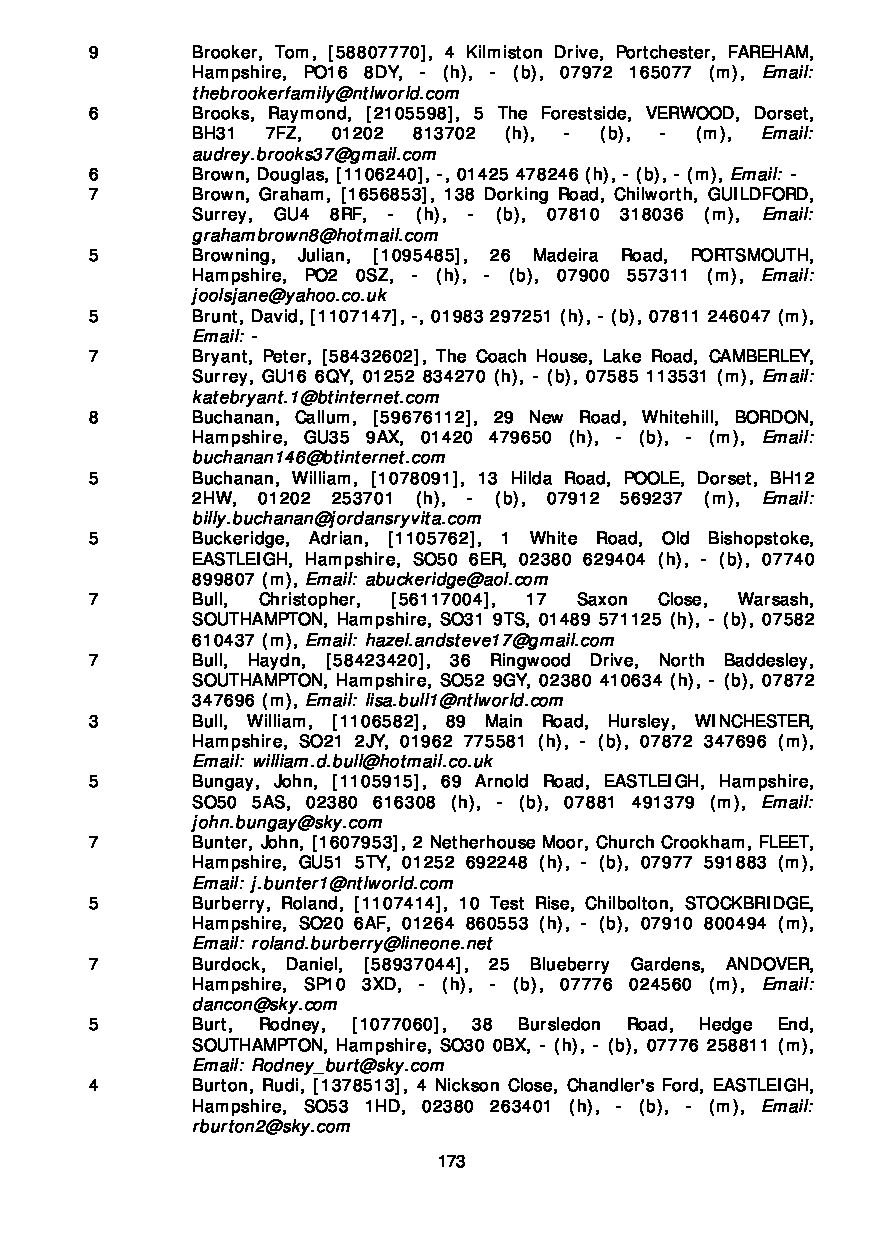 9 Brooker, Tom, [58807770], 4 Kilmiston Drive, Portchester, FAREHAM,
Hampshire, PO16 8DY, - (h), - (b), 07972 165077 (m), Email:
thebrookerfamily@ntlworld.com
6 Brooks, Raymond, [2105598], 5 The Forestside, VERWOOD, Dorset,
BH31 7FZ, 01202 813702 (h), - (b), - (m), Email:
audrey.brooks37@gmail.com
6 Brown, Douglas, [1106240], -, 01425 478246 (h), - (b), - (m), Email: -
7 Brown, Graham, [1656853], 138 Dorking Road, Chilworth, GUILDFORD,
Surrey, GU4 8RF, - (h), - (b), 07810 318036 (m), Email:
grahambrown8@hotmail.com
5 Browning, Julian, [1095485], 26 Madeira Road, PORTSMOUTH,
Hampshire, PO2 0SZ, - (h), - (b), 07900 557311 (m), Email:
joolsjane@yahoo.co.uk
5 Brunt, David, [1107147], -, 01983 297251 (h), - (b), 07811 246047 (m),
Email: -
7 Bryant, Peter, [58432602], The Coach House, Lake Road, CAMBERLEY,
Surrey, GU16 6QY, 01252 834270 (h), - (b), 07585 113531 (m), Email:
katebryant.1@btinternet.com
8 Buchanan, Callum, [59676112], 29 New Road, Whitehill, BORDON,
Hampshire, GU35 9AX, 01420 479650 (h), - (b), - (m), Email:
buchanan146@btinternet.com
5 Buchanan, William, [1078091], 13 Hilda Road, POOLE, Dorset, BH12
2HW, 01202 253701 (h), - (b), 07912 569237 (m), Email:
billy.buchanan@jordansryvita.com
5 Buckeridge, Adrian, [1105762], 1 White Road, Old Bishopstoke,
EASTLEIGH, Hampshire, SO50 6ER, 02380 629404 (h), - (b), 07740
899807 (m), Email: abuckeridge@aol.com
7 Bull, Christopher, [56117004], 17 Saxon Close, Warsash,
SOUTHAMPTON, Hampshire, SO31 9TS, 01489 571125 (h), - (b), 07582
610437 (m), Email: hazel.andsteve17@gmail.com
7 Bull, Haydn, [58423420], 36 Ringwood Drive, North Baddesley,
SOUTHAMPTON, Hampshire, SO52 9GY, 02380 410634 (h), - (b), 07872
347696 (m), Email: lisa.bull1@ntlworld.com
3 Bull, William, [1106582], 89 Main Road, Hursley, WINCHESTER,
Hampshire, SO21 2JY, 01962 775581 (h), - (b), 07872 347696 (m),
Email: william.d.bull@hotmail.co.uk
5 Bungay, John, [1105915], 69 Arnold Road, EASTLEIGH, Hampshire,
SO50 5AS, 02380 616308 (h), - (b), 07881 491379 (m), Email:
john.bungay@sky.com
7 Bunter, John, [1607953], 2 Netherhouse Moor, Church Crookham, FLEET,
Hampshire, GU51 5TY, 01252 692248 (h), - (b), 07977 591883 (m),
Email: j.bunter1@ntlworld.com
5 Burberry, Roland, [1107414], 10 Test Rise, Chilbolton, STOCKBRIDGE,
Hampshire, SO20 6AF, 01264 860553 (h), - (b), 07910 800494 (m),
Email: roland.burberry@lineone.net
7 Burdock, Daniel, [58937044], 25 Blueberry Gardens, ANDOVER,
Hampshire, SP10 3XD, - (h), - (b), 07776 024560 (m), Email:
dancon@sky.com
5 Burt, Rodney, [1077060], 38 Bursledon Road, Hedge End,
SOUTHAMPTON, Hampshire, SO30 0BX, - (h), - (b), 07776 258811 (m),
Email: Rodney_burt@sky.com
4 Burton, Rudi, [1378513], 4 Nickson Close, Chandler's Ford, EASTLEIGH,
Hampshire, SO53 1HD, 02380 263401 (h), - (b), - (m), Email:
rburton2@sky.com
173